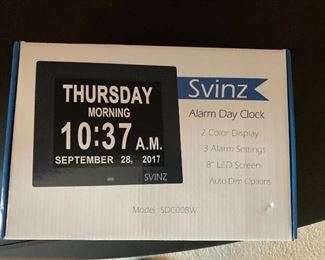 THURSDAY
MORNING
10:37 A.M.
SEPTEMBER 28, 2017
SVINZ
Svinz
Alarm Day Clock
2 Color Display
3 Alarm Settings
8" LED Screen
Auto Dim Options
Model: SDC008W